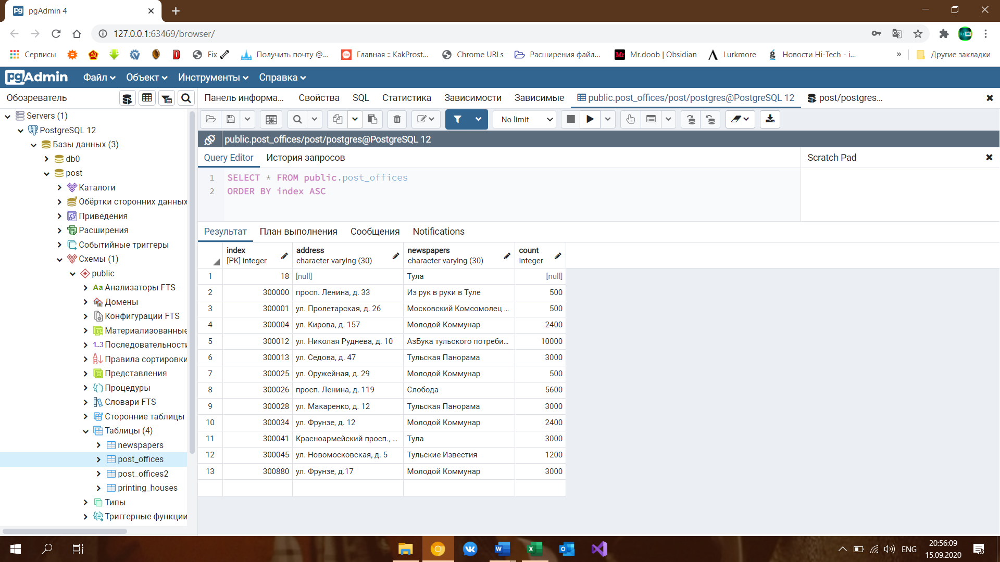 pgAdmin 4
127.0.0.1:63469/browser/
Сервисы
Fix
Получить почту @...
Главная :: KakProst...
Chrome URLs
Расширения файл...
Mr.doob | Obsidian
Lurkmore
Новости Hi-Tech - i...
»
Другие закладки
pgAdmin Файл Объект Инструменты Справка
Обозреватель
Панель информа... Свойства SQL Статистика Зависимости Зависимые public.post_offices/post/postgres@PostgreSQL 12 post/postgres...
Servers (1)
PostgreSQL 12
Базы данных (3)
db0
post
Каталоги
Обёртки сторонних данных
Приведения
Расширения
Событийные триггеры
Схемы (1)
public
Аа Анализаторы FTS
Домены
Конфигурации FTS
Материализованные
1..3 Последовательности
Правила сортировки
Представления
Процедуры
Словари FTS
Сторонние таблицы
Таблицы (4)
newspapers
post_offices
post_offices2
printing_houses
Типы
Триггерные функции
No limit
public.post_offices/post/postgres@PostgreSQL 12
Query Editor История запросов
Scratch Pad
1 SELECT * FROM public.post_offices
2 ORDER BY index ASC
Результат План выполнения Сообщения Notifications
index address newspapers count
[PK] integer character varying (30) character varying (30) integer
1 18 [null] Тула [null]
2 300000 просп. Ленина, д. 33 Из рук в руки в Туле 500
3 300001 ул. Пролетарская, д. 26 Московский Комсомолец ... 500
4 300004 ул. Кирова, д. 157 Молодой Коммунар 2400
5 300012 ул. Николая Руднева, д. 10 АзБука тульского потреби... 10000
6 300013 ул. Седова, д. 47 Тульская Панорама 3000
7 300025 ул. Оружейная, д. 29 Молодой Коммунар 500
8 300026 просп. Ленина, д. 119 Слобода 5600
9 300028 ул. Макаренко, д. 12 Тульская Панорама 3000
10 300034 ул. Фрунзе, д. 12 Молодой Коммунар 2400
11 300041 Красноармейский просп., ... Тула 3000
12 300045 ул. Новомосковская, д. 5 Тульские Известия 1200
13 300880 ул. Фрунзе, д.17 Молодой Коммунар 3000
ENG
20:56:09
15.09.2020